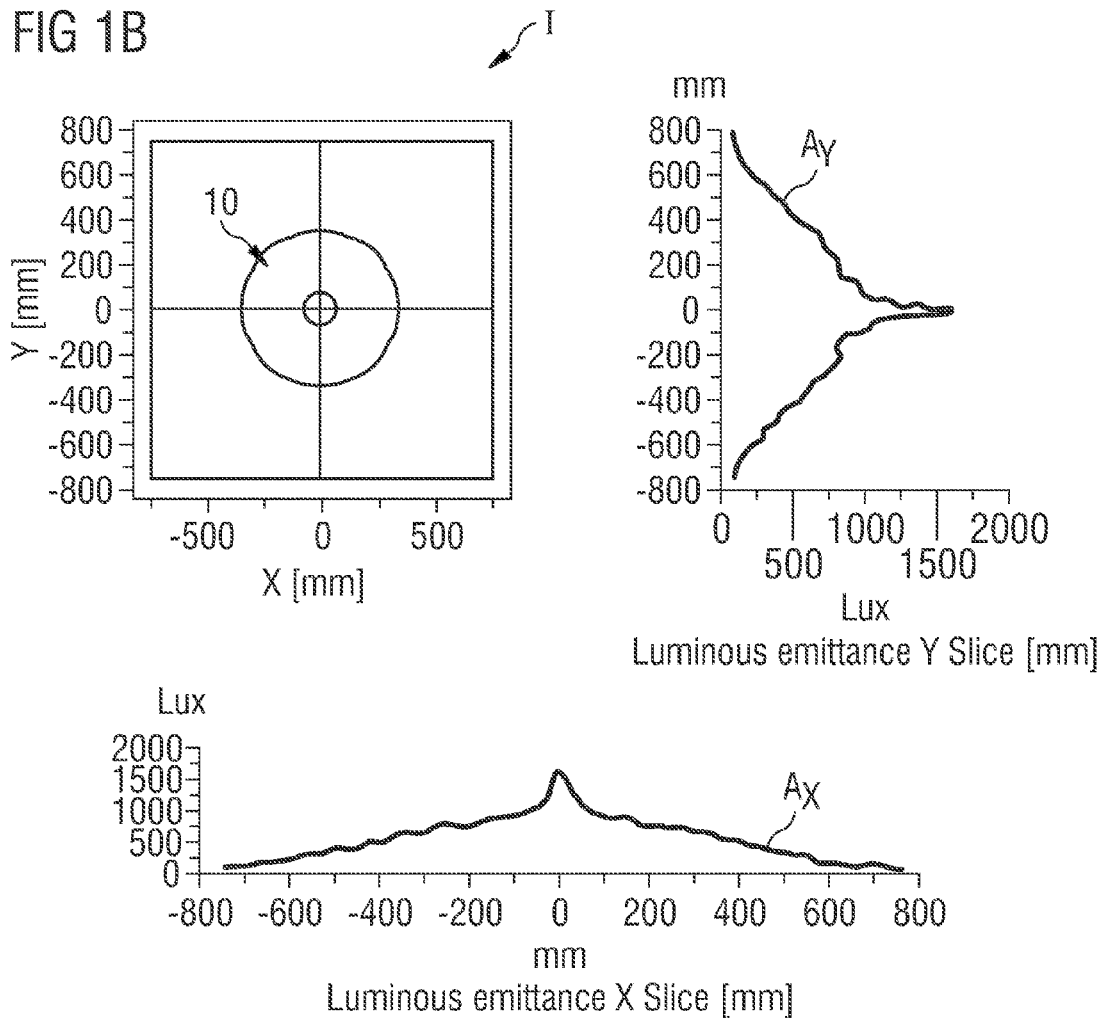 FIG 1B
I
800
600
400
200
0
-200
-400
-600
-800
Y [mm]
10
-500 0 500
X [mm]
mm
800
600
400
200
0
-200
-400
-600
-800
AY
0 1000 2000
500 1500
Lux
Luminous emittance Y Slice [mm]
Lux
2000
1500
1000
500
0
AX
-800 -600 -400 -200 0 200 400 600 800
mm
Luminous emittance X Slice [mm]